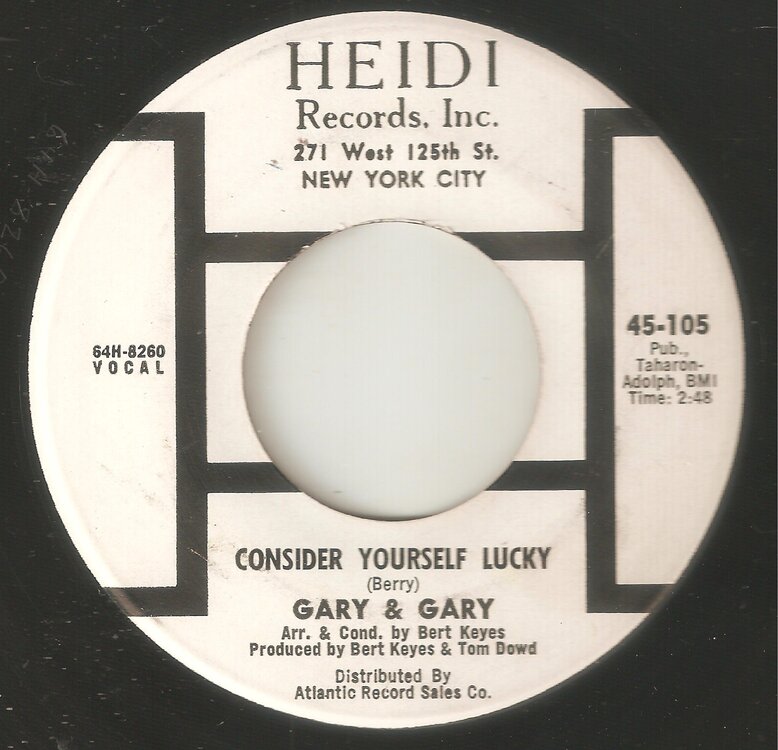 HEIDI
Records, Inc.
271 West 125th St.
NEW YORK CITY
64H-8260
VOCAL
45-105
Pub.,
Taharon-
Adolph, BMI
Time: 2:48
CONSIDER YOURSELF LUCKY
(Berry)
GARY & GARY
Arr. & Cond. by Bert Keyes
Produced by Bert Keyes & Tom Dowd
Distributed By
Atlantic Record Sales Co.